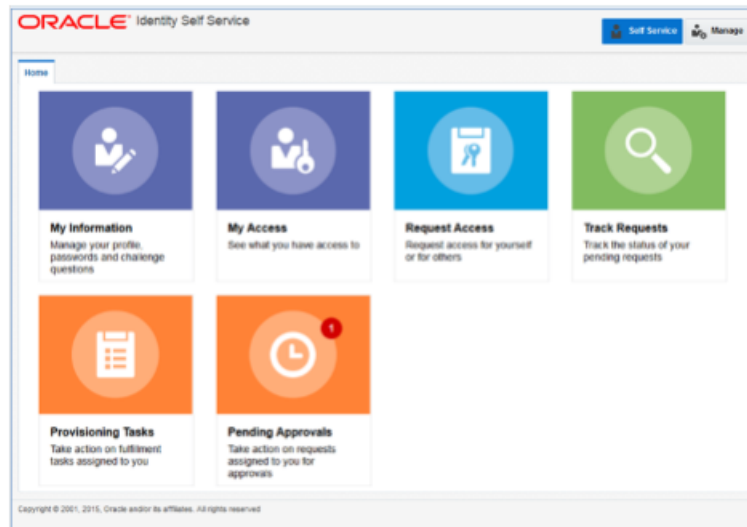 ORACLE® Identity Self Service
Self Service
Manage
Home
My Information
Manage your profile,
passwords and challenge
questions
My Access
See what you have access to
Request Access
Request access for yourself
or for others
Track Requests
Track the status of your
pending requests
1
Provisioning Tasks
Take action on fulfillment
tasks assigned to you
Pending Approvals
Take action on requests
assigned to you for
approvals
Copyright © 2001, 2015, Oracle and/or its affiliates. All rights reserved